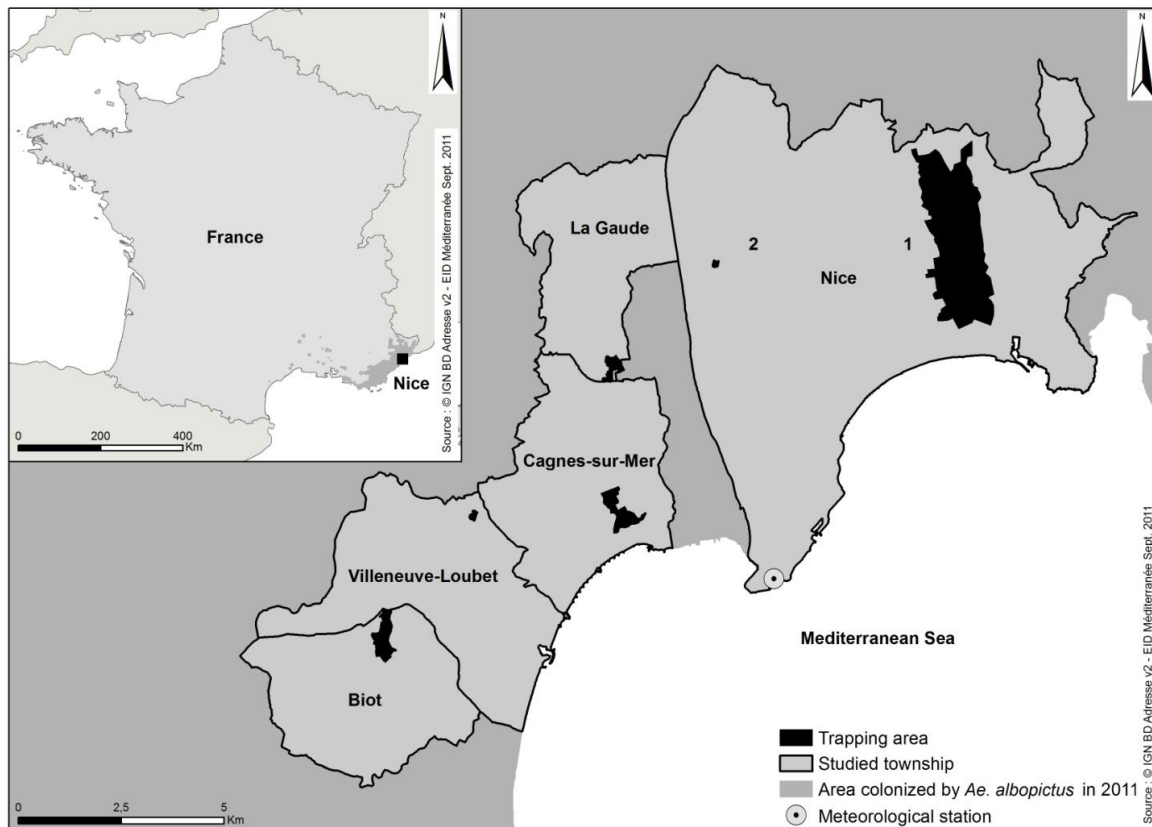 N
France
Nice
0 200 400
Km
Source : © IGN BD Adresse v2 - EID Méditerranée Sept. 2011
N
La Gaude
2
1
Nice
Cagnes-sur-Mer
Villeneuve-Loubet
Biot
Mediterranean Sea
Trapping area
Studied township
Area colonized by Ae. albopictus in 2011
Meteorological station
0 2,5 5
Km
Source : © IGN BD Adresse v2 - EID Méditerranée Sept. 2011